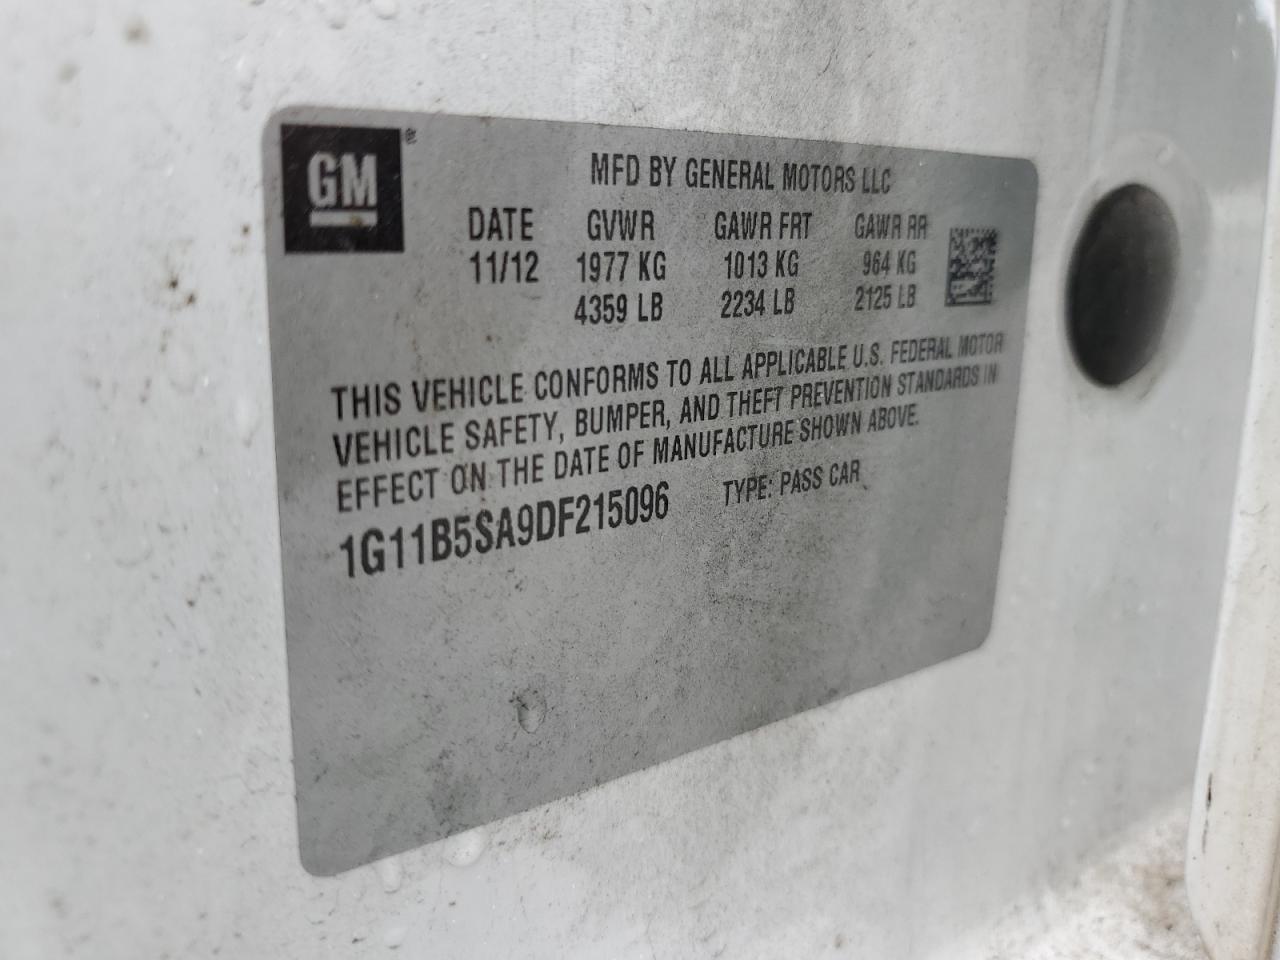 GM
MFD BY GENERAL MOTORS LLC
DATE GVWR GAWR FRT GAWR RR
11/12 1977 KG 1013 KG 964 KG
4359 LB 2234 LB 2125 LB
THIS VEHICLE CONFORMS TO ALL APPLICABLE U.S. FEDERAL MOTOR
VEHICLE SAFETY, BUMPER, AND THEFT PREVENTION STANDARDS IN
EFFECT ON THE DATE OF MANUFACTURE SHOWN ABOVE.
1G11B5SA9DF215096 TYPE: PASS CAR